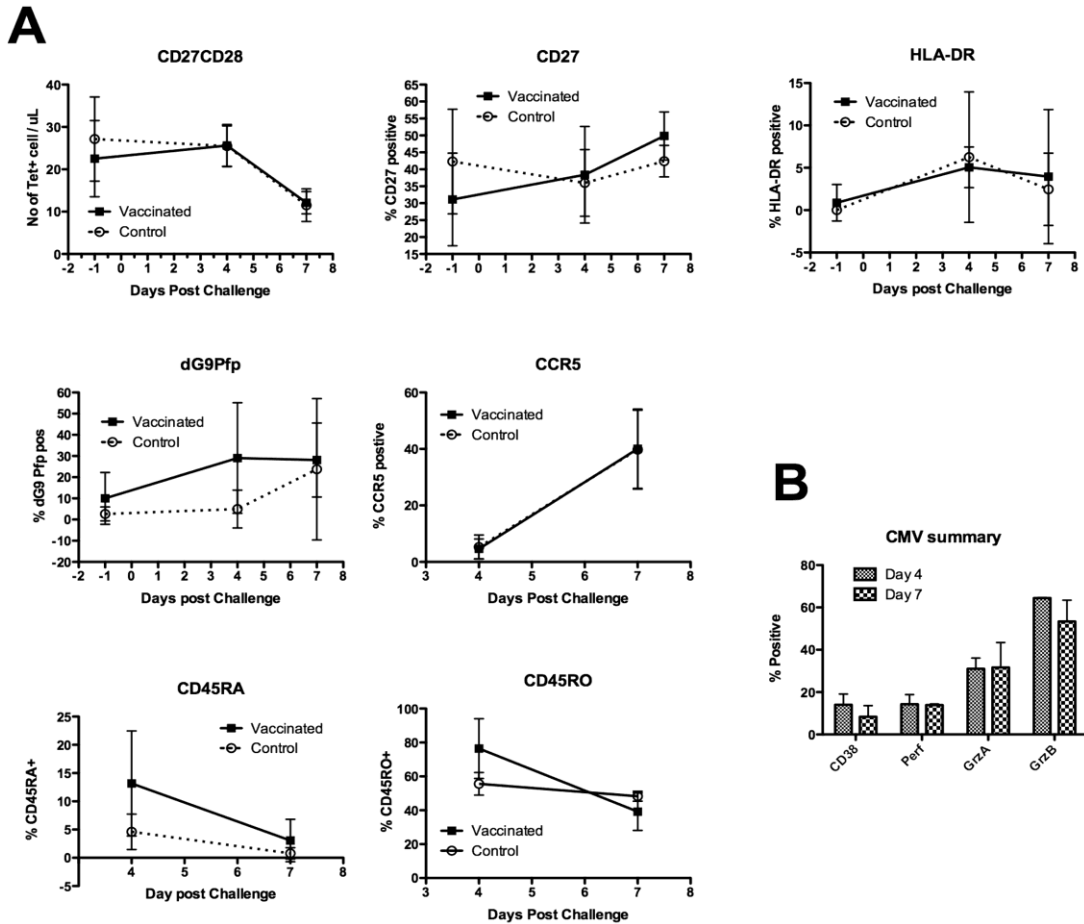 A
CD27CD28
No of Tet+ cell / uL
40
30
20
10
0
Vaccinated
Control
-2 -1 0 1 2 3 4 5 6 7 8
Days Post Challenge
CD27
% CD27 positive
65
60
55
50
45
40
35
30
25
20
15
Vaccinated
Control
-2 -1 0 1 2 3 4 5 6 7 8
Days Post Challenge
HLA-DR
% HLA-DR positive
15
10
5
0
-5
Vaccinated
Control
-2 -1 0 1 2 3 4 5 6 7 8
Days post Challenge
dG9Pfp
% dG9 Pfp pos
60
50
40
30
20
10
0
-10
-20
Vaccinated
Control
-2 -1 0 1 2 3 4 5 6 7 8
Days post Challenge
CCR5
% CCR5 postive
60
40
20
0
Vaccinated
Control
3 4 5 6 7 8
Days Post Challenge
B
CMV summary
% Positive
80
60
40
20
0
Day 4
Day 7
CD38 Perf GrzA GrzB
CD45RA
% CD45RA+
25
20
15
10
5
0
-5
Vaccinated
Control
4 5 6 7 8
Day post Challenge
CD45RO
% CD45RO+
100
80
60
40
20
0
Vaccinated
Control
3 4 5 6 7 8
Days Post Challenge